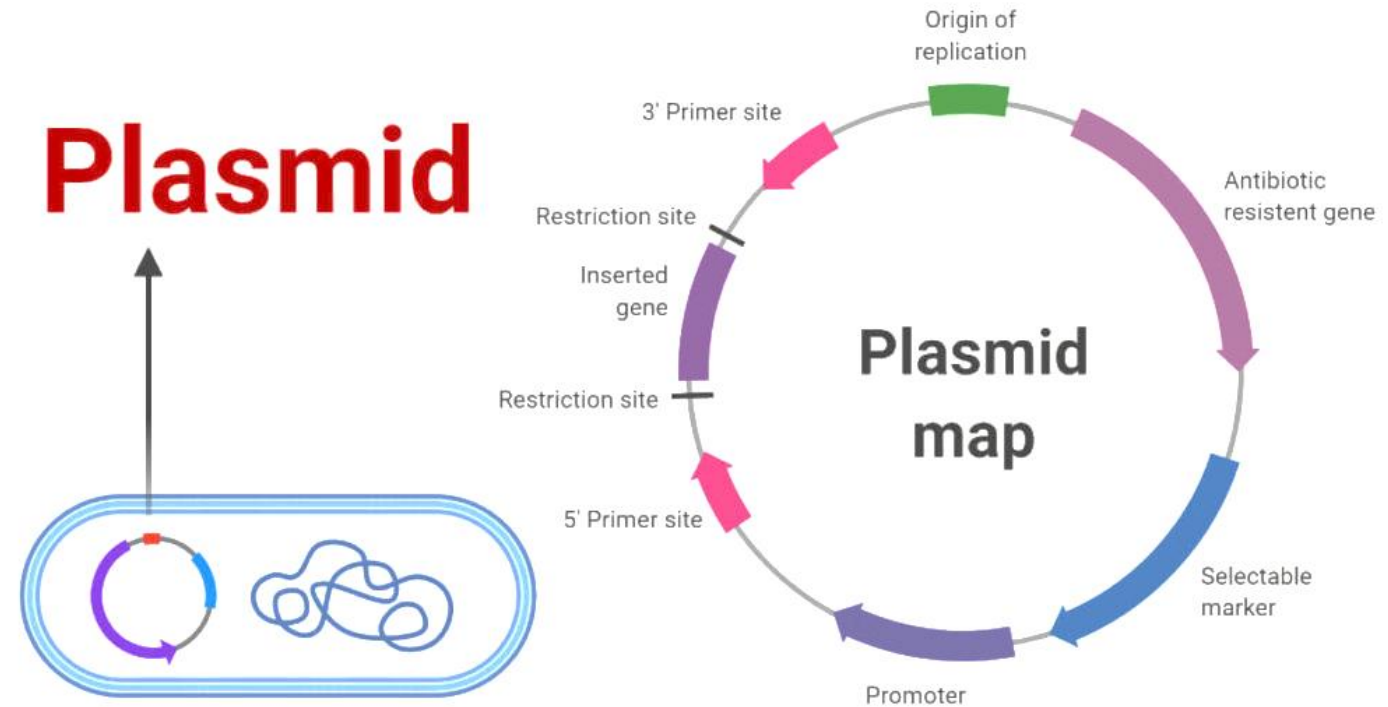 Plasmid
Origin of
replication
3' Primer site
Antibiotic
resistent gene
Restriction site
Inserted
gene
Plasmid
map
Restriction site
5' Primer site
Selectable
marker
Promoter